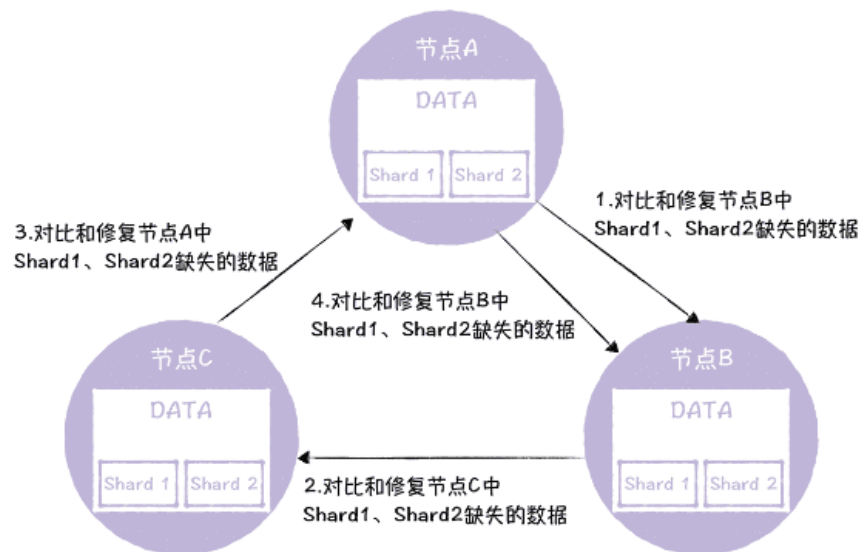 节点A
DATA
Shard 1 Shard 2
1.对比和修复节点B中
Shard1、Shard2缺失的数据
3.对比和修复节点A中
Shard1、Shard2缺失的数据
4.对比和修复节点B中
Shard1、Shard2缺失的数据
节点C
DATA
Shard 1 Shard 2
节点B
DATA
Shard 1 Shard 2
2.对比和修复节点C中
Shard1、Shard2缺失的数据